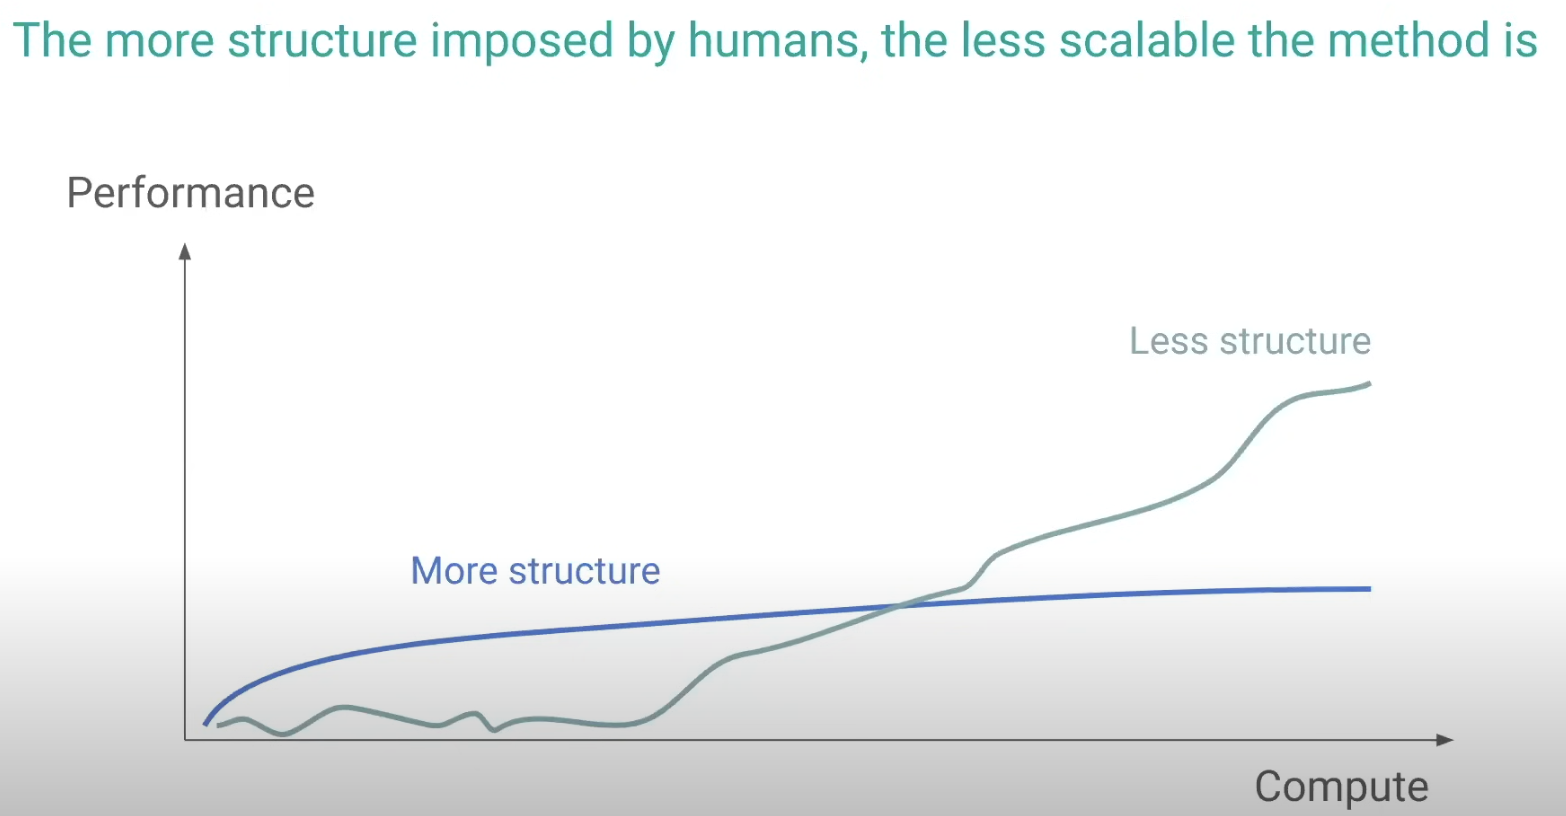 The more structure imposed by humans, the less scalable the method is
Performance
Less structure
More structure
Compute